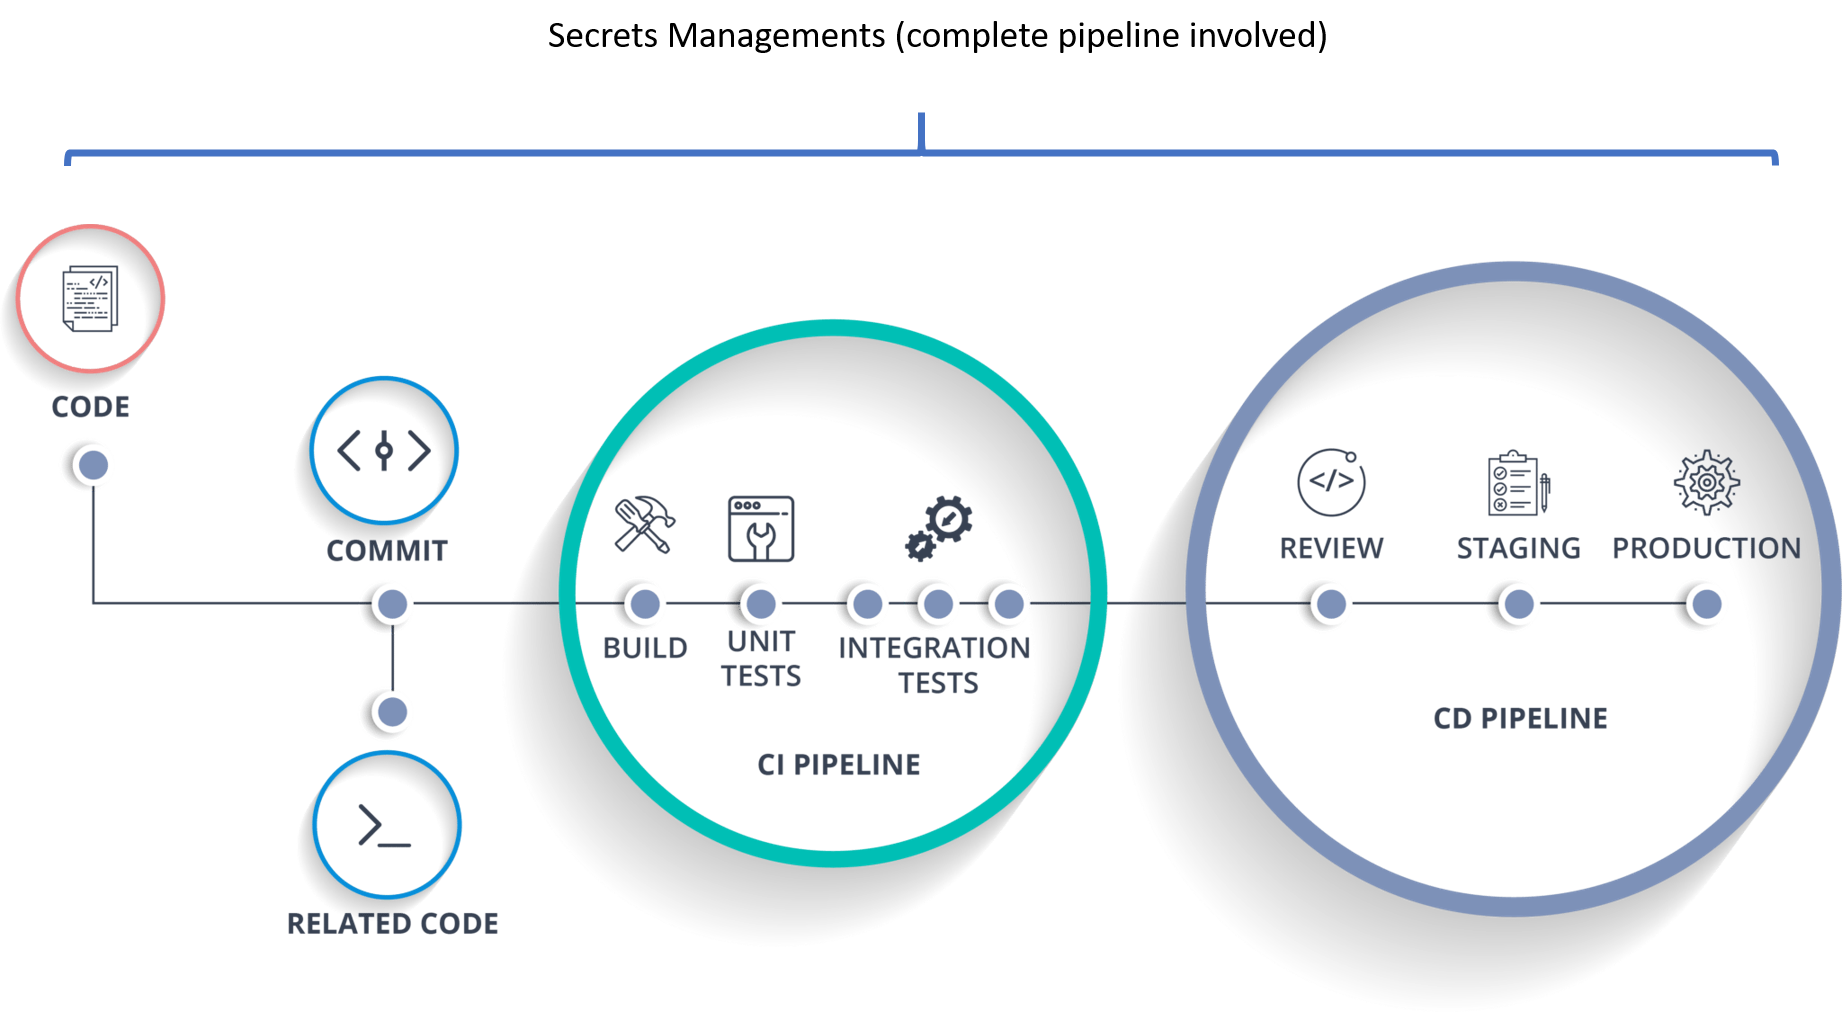 Secrets Managements (complete pipeline involved)
CODE
COMMIT
RELATED CODE
BUILD
UNIT
TESTS
INTEGRATION
TESTS
CI PIPELINE
REVIEW
STAGING
PRODUCTION
CD PIPELINE